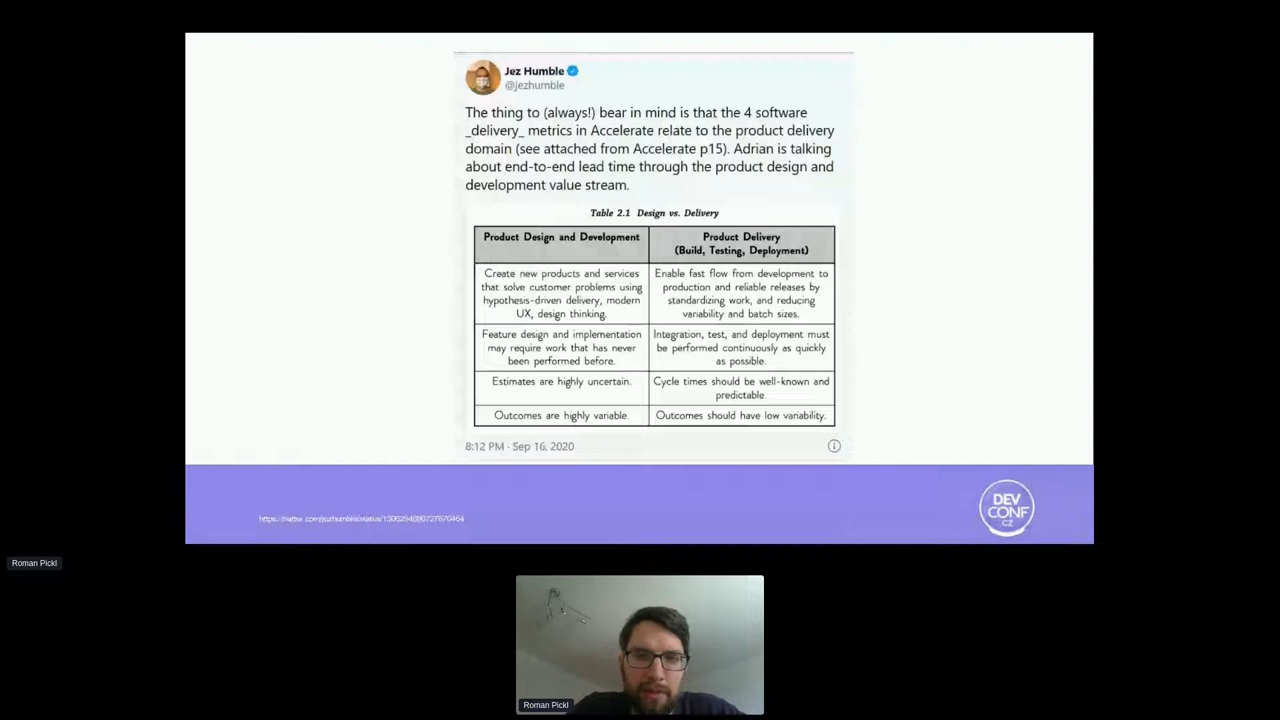 Jez Humble
@jezhumble
The thing to (always!) bear in mind is that the 4 software
_delivery_ metrics in Accelerate relate to the product delivery
domain (see attached from Accelerate p15). Adrian is talking
about end-to-end lead time through the product design and
development value stream.
Table 2.1 Design vs. Delivery
Product Design and Development
Product Delivery
(Build, Testing, Deployment)
Create new products and services
that solve customer problems using
hypothesis-driven delivery, modern
UX, design thinking.
Enable fast flow from development to
production and reliable releases by
standardizing work, and reducing
variability and batch sizes.
Feature design and implementation
may require work that has never
been performed before.
Integration, test, and deployment must
be performed continuously as quickly
as possible.
Estimates are highly uncertain.
Cycle times should be well-known and
predictable.
Outcomes are highly variable.
Outcomes should have low variability.
8:12 PM · Sep 16, 2020
DEV
CONF
CZ
Roman Pickl
Roman Pickl